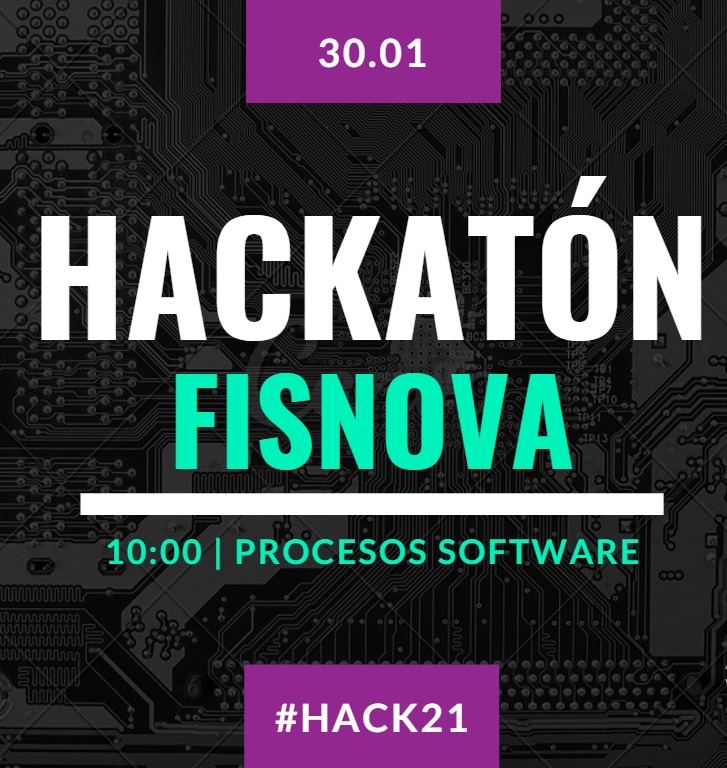 30.01
HACKATÓN
FISNOVA
10:00 | PROCESOS SOFTWARE
#HACK21